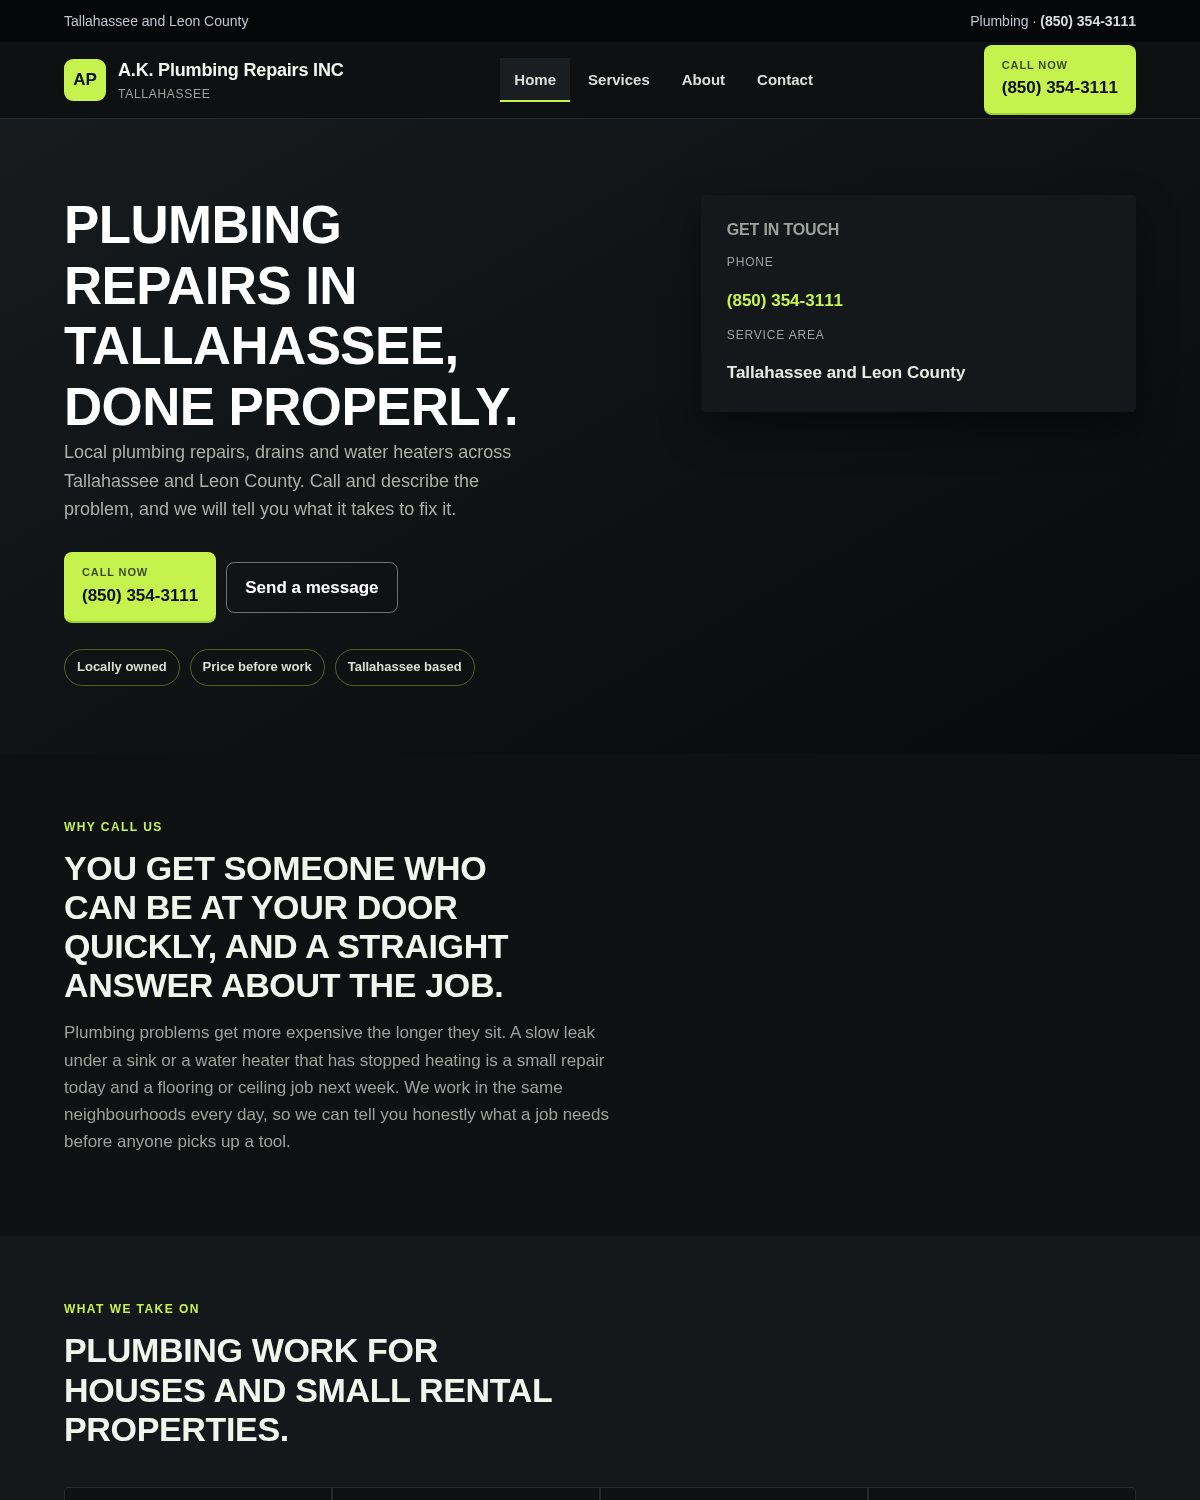 Tallahassee and Leon County
Plumbing · (850) 354-3111
AP
A.K. Plumbing Repairs INC
TALLAHASSEE
Home
Services
About
Contact
CALL NOW
(850) 354-3111
PLUMBING
REPAIRS IN
TALLAHASSEE,
DONE PROPERLY.
Local plumbing repairs, drains and water heaters across
Tallahassee and Leon County. Call and describe the
problem, and we will tell you what it takes to fix it.
CALL NOW
(850) 354-3111
Send a message
Locally owned
Price before work
Tallahassee based
GET IN TOUCH
PHONE
(850) 354-3111
SERVICE AREA
Tallahassee and Leon County
WHY CALL US
YOU GET SOMEONE WHO
CAN BE AT YOUR DOOR
QUICKLY, AND A STRAIGHT
ANSWER ABOUT THE JOB.
Plumbing problems get more expensive the longer they sit. A slow leak
under a sink or a water heater that has stopped heating is a small repair
today and a flooring or ceiling job next week. We work in the same
neighbourhoods every day, so we can tell you honestly what a job needs
before anyone picks up a tool.
WHAT WE TAKE ON
PLUMBING WORK FOR
HOUSES AND SMALL RENTAL
PROPERTIES.